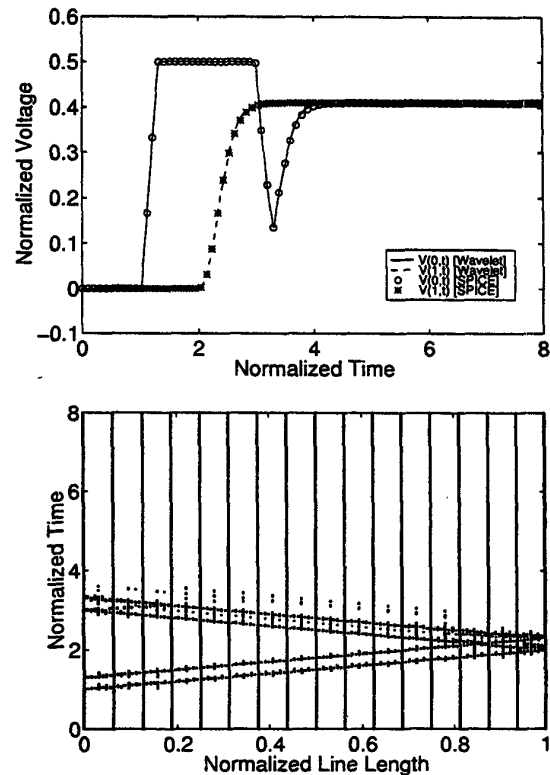 0.6
0.5
0.4
0.3
0.2
0.1
0
−0.1
Normalized Voltage
V(0,t) [Wavelet]
V(1,t) [Wavelet]
V(0,t) [SPICE]
V(1,t) [SPICE]
0 2 4 6 8
Normalized Time
8
6
4
2
0
Normalized Time
0 0.2 0.4 0.6 0.8 1
Normalized Line Length